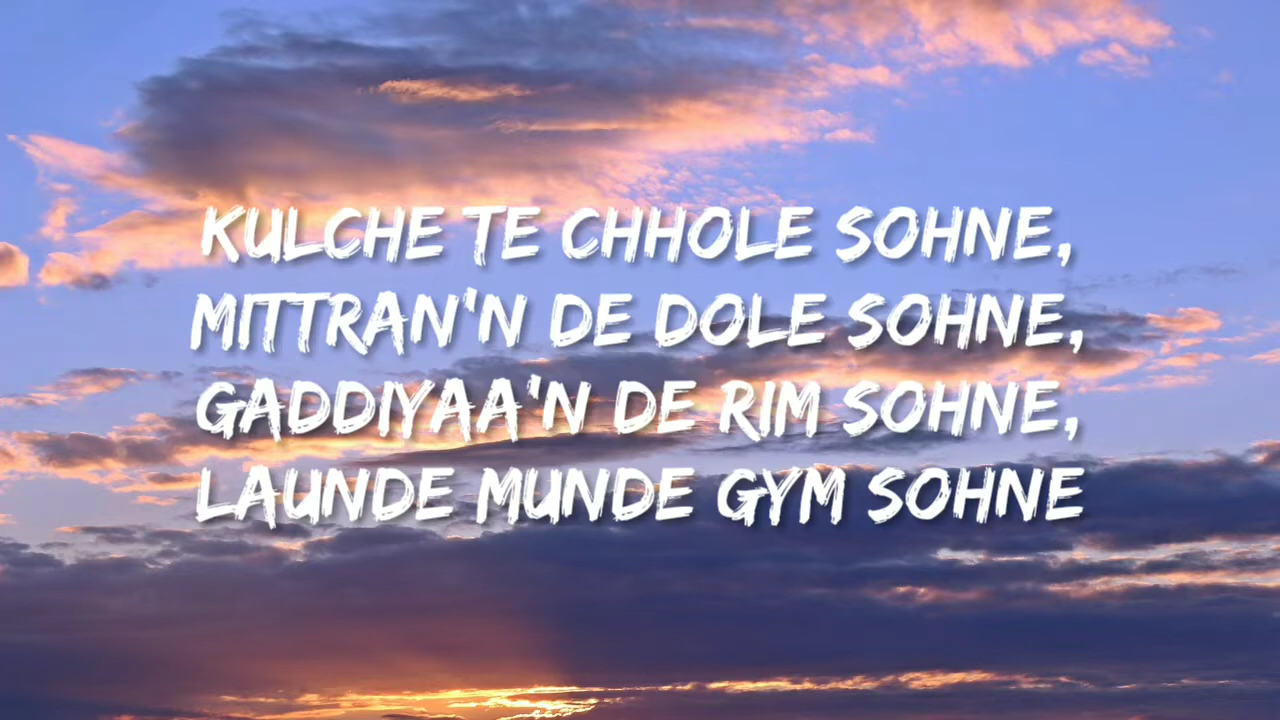 KULCHE TE CHHOLE SOHNE,
MITTRAN'N DE DOLE SOHNE,
GADDIYAA'N DE RIM SOHNE,
LAUNDE MUNDE GYM SOHNE